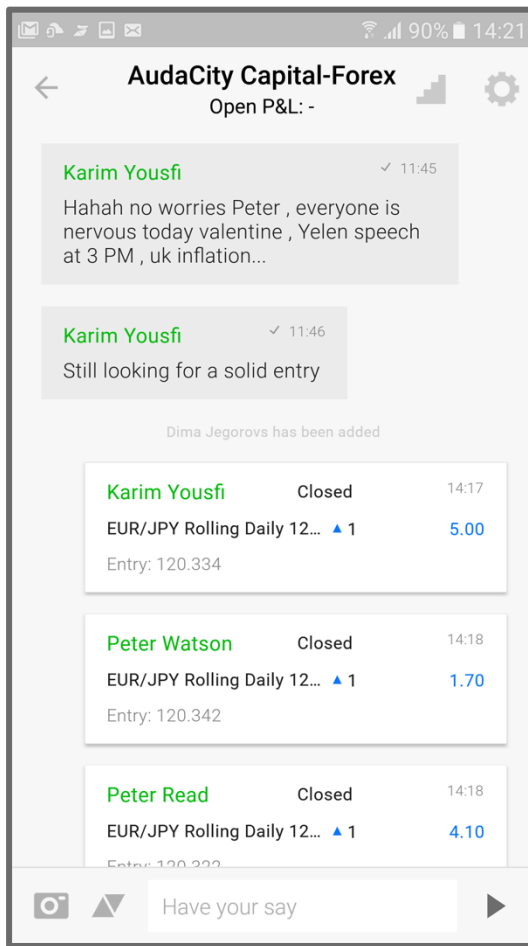 90% 14:21
AudaCity Capital-Forex
Open P&L: -
Karim Yousfi ✓ 11:45
Hahah no worries Peter , everyone is
nervous today valentine , Yelen speech
at 3 PM , uk inflation...
Karim Yousfi ✓ 11:46
Still looking for a solid entry
Dima Jegorovs has been added
Karim Yousfi Closed 14:17
EUR/JPY Rolling Daily 12... ▲ 1 5.00
Entry: 120.334
Peter Watson Closed 14:18
EUR/JPY Rolling Daily 12... ▲ 1 1.70
Entry: 120.342
Peter Read Closed 14:18
EUR/JPY Rolling Daily 12... ▲ 1 4.10
Entry: 120.322
Have your say